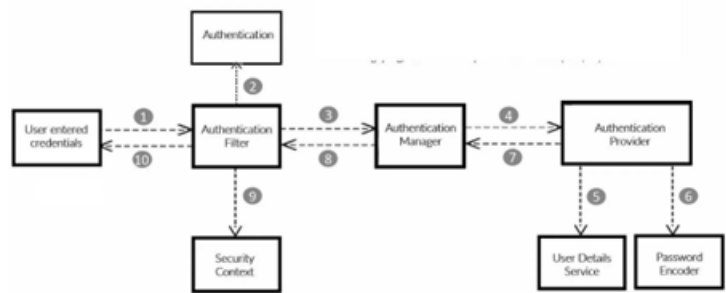 Authentication
2
User entered
credentials
1
10
Authentication
Filter
3
8
Authentication
Manager
4
7
Authentication
Provider
9
5
6
Security
Context
User Details
Service
Password
Encoder